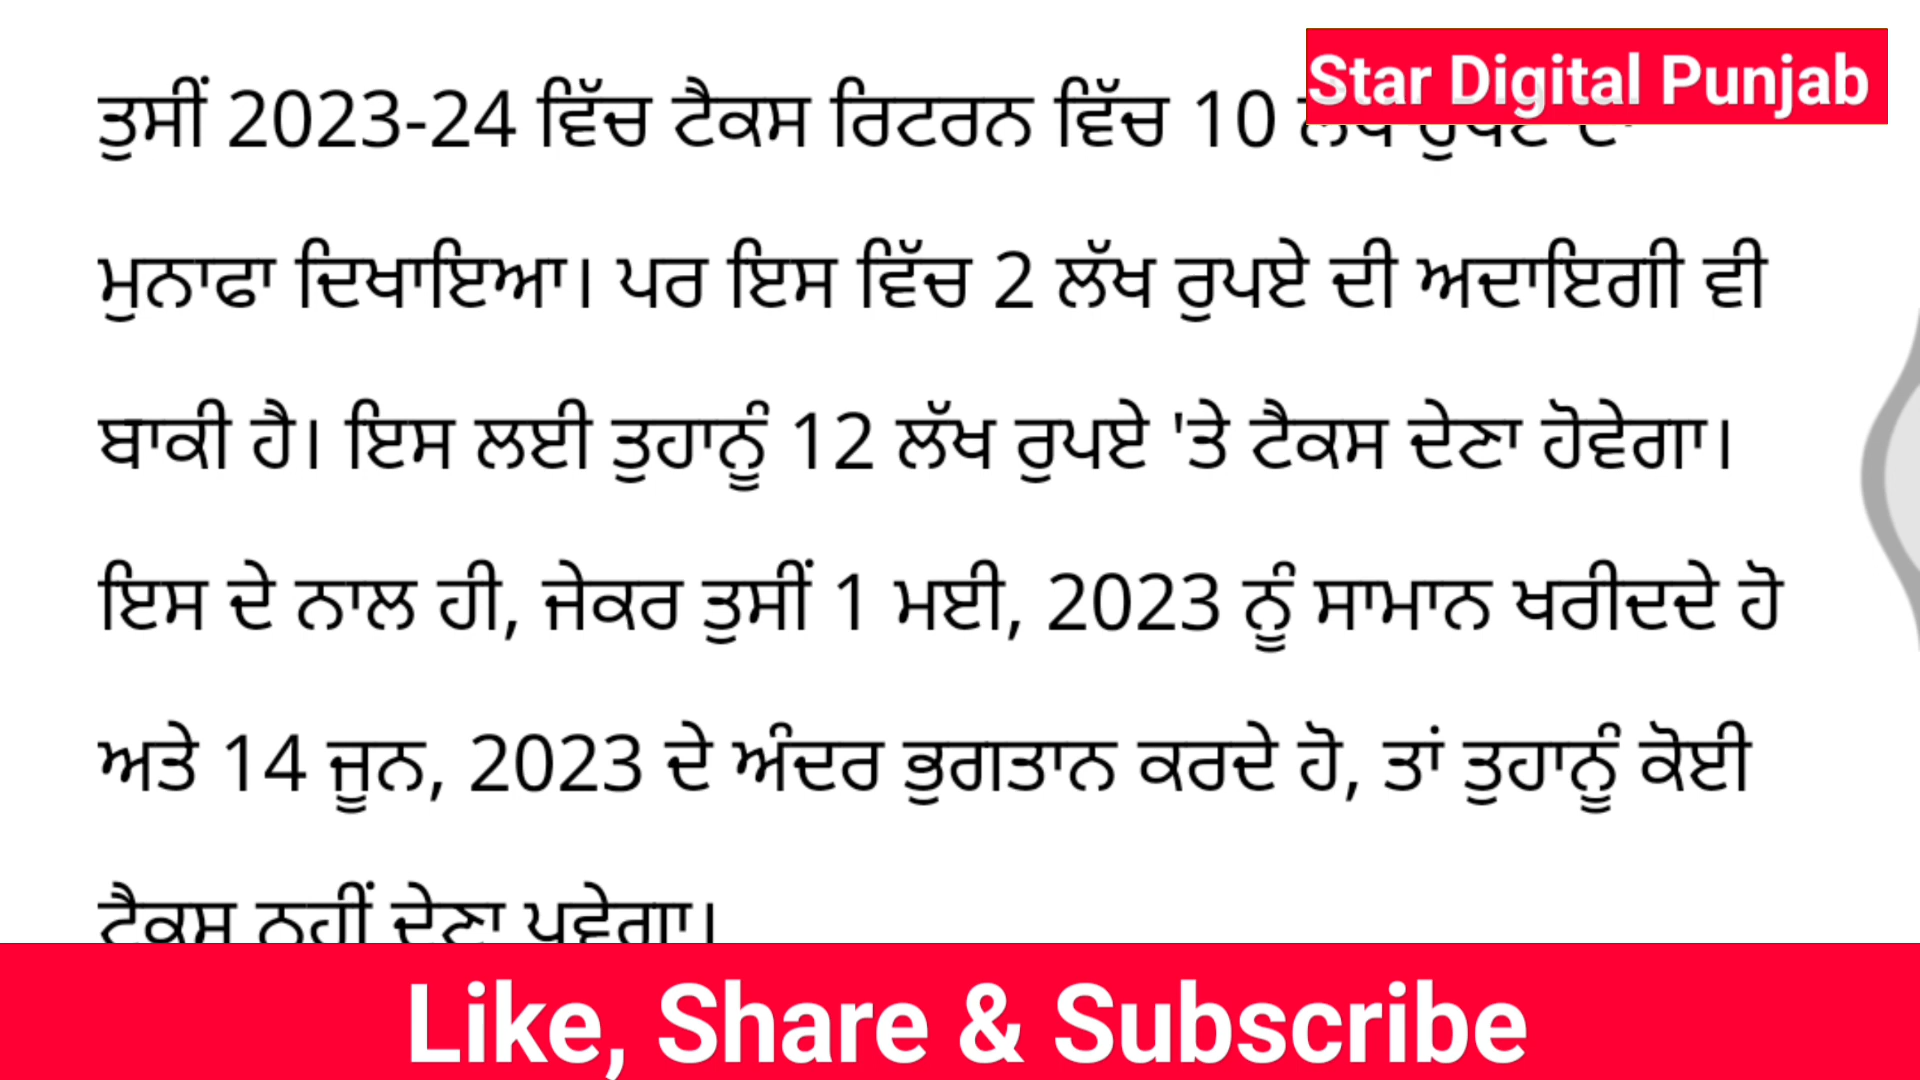 Star Digital Punjab
ਤੁਸੀਂ 2023-24 ਵਿੱਚ ਟੈਕਸ ਰਿਟਰਨ ਵਿੱਚ 10
ਮੁਨਾਫਾ ਦਿਖਾਇਆ। ਪਰ ਇਸ ਵਿੱਚ 2 ਲੱਖ ਰੁਪਏ ਦੀ ਅਦਾਇਗੀ ਵੀ
ਬਾਕੀ ਹੈ। ਇਸ ਲਈ ਤੁਹਾਨੂੰ 12 ਲੱਖ ਰੁਪਏ 'ਤੇ ਟੈਕਸ ਦੇਣਾ ਹੋਵੇਗਾ।
ਇਸ ਦੇ ਨਾਲ ਹੀ, ਜੇਕਰ ਤੁਸੀਂ 1 ਮਈ, 2023 ਨੂੰ ਸਾਮਾਨ ਖਰੀਦਦੇ ਹੋ
ਅਤੇ 14 ਜੂਨ, 2023 ਦੇ ਅੰਦਰ ਭੁਗਤਾਨ ਕਰਦੇ ਹੋ, ਤਾਂ ਤੁਹਾਨੂੰ ਕੋਈ
ਟੈਕਸ ਨਹੀਂ ਦੇਣਾ ਪਵੇਗਾ।
Like, Share & Subscribe